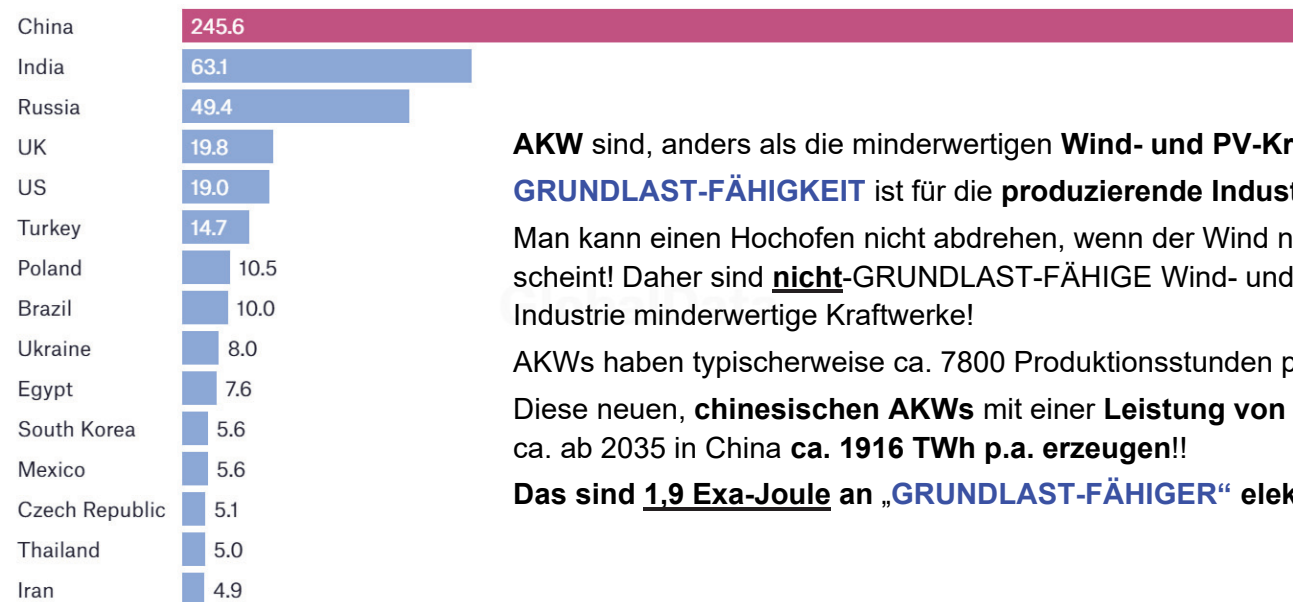 China 245.6
India 63.1
Russia 49.4
UK 19.8
US 19.0
Turkey 14.7
Poland 10.5
Brazil 10.0
Ukraine 8.0
Egypt 7.6
South Korea 5.6
Mexico 5.6
Czech Republic 5.1
Thailand 5.0
Iran 4.9
AKW sind, anders als die minderwertigen Wind- und PV-Kr
GRUNDLAST-FÄHIGKEIT ist für die produzierende Indust
Man kann einen Hochofen nicht abdrehen, wenn der Wind n
scheint! Daher sind nicht-GRUNDLAST-FÄHIGE Wind- und
Industrie minderwertige Kraftwerke!
AKWs haben typischerweise ca. 7800 Produktionsstunden p
Diese neuen, chinesischen AKWs mit einer Leistung von
ca. ab 2035 in China ca. 1916 TWh p.a. erzeugen!!
Das sind 1,9 Exa-Joule an „GRUNDLAST-FÄHIGER“ elek